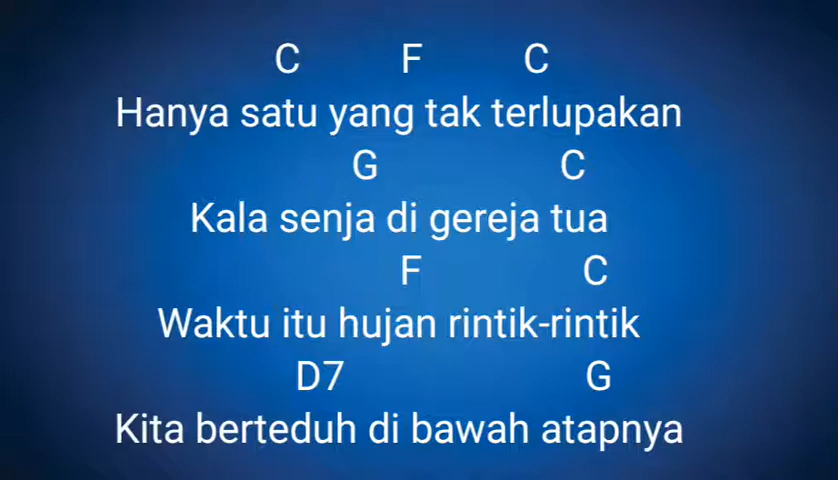 C F C
Hanya satu yang tak terlupakan
G C
Kala senja di gereja tua
F C
Waktu itu hujan rintik-rintik
D7 G
Kita berteduh di bawah atapnya